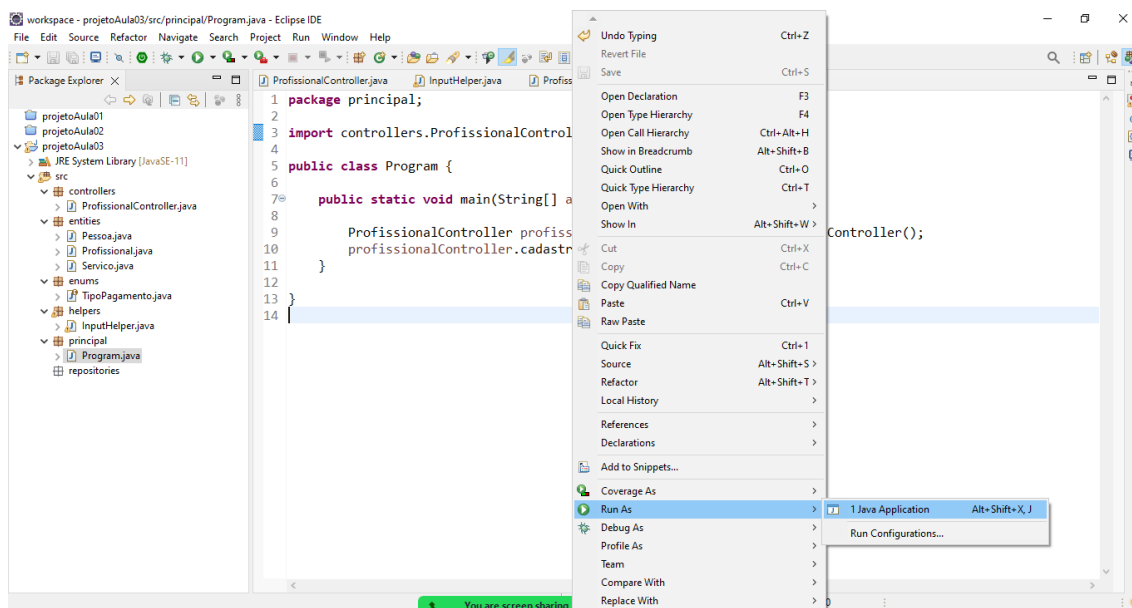 workspace - projetoAula03/src/principal/Program.java - Eclipse IDE
File Edit Source Refactor Navigate Search Project Run Window Help
Package Explorer
projetoAula01
projetoAula02
projetoAula03
JRE System Library [JavaSE-11]
src
controllers
ProfissionalController.java
entities
Pessoa.java
Profissional.java
Servico.java
enums
TipoPagamento.java
helpers
InputHelper.java
principal
Program.java
repositories
ProfissionalController.java InputHelper.java Profiss
1 package principal;
2
3 import controllers.ProfissionalControl
4
5 public class Program {
6
7 public static void main(String[] a
8
9 ProfissionalController profiss Controller();
10 profissionalController.cadastr
11 }
12
13 }
14
Undo Typing Ctrl+Z
Revert File
Save Ctrl+S
Open Declaration F3
Open Type Hierarchy F4
Open Call Hierarchy Ctrl+Alt+H
Show in Breadcrumb Alt+Shift+B
Quick Outline Ctrl+O
Quick Type Hierarchy Ctrl+T
Open With >
Show In Alt+Shift+W >
Cut Ctrl+X
Copy Ctrl+C
Copy Qualified Name
Paste Ctrl+V
Raw Paste
Quick Fix Ctrl+1
Source Alt+Shift+S >
Refactor Alt+Shift+T >
Local History >
References >
Declarations >
Add to Snippets...
Coverage As >
Run As >
Debug As >
Profile As >
Team >
Compare With >
Replace With >
1 Java Application Alt+Shift+X, J
Run Configurations...
You are screen sharing